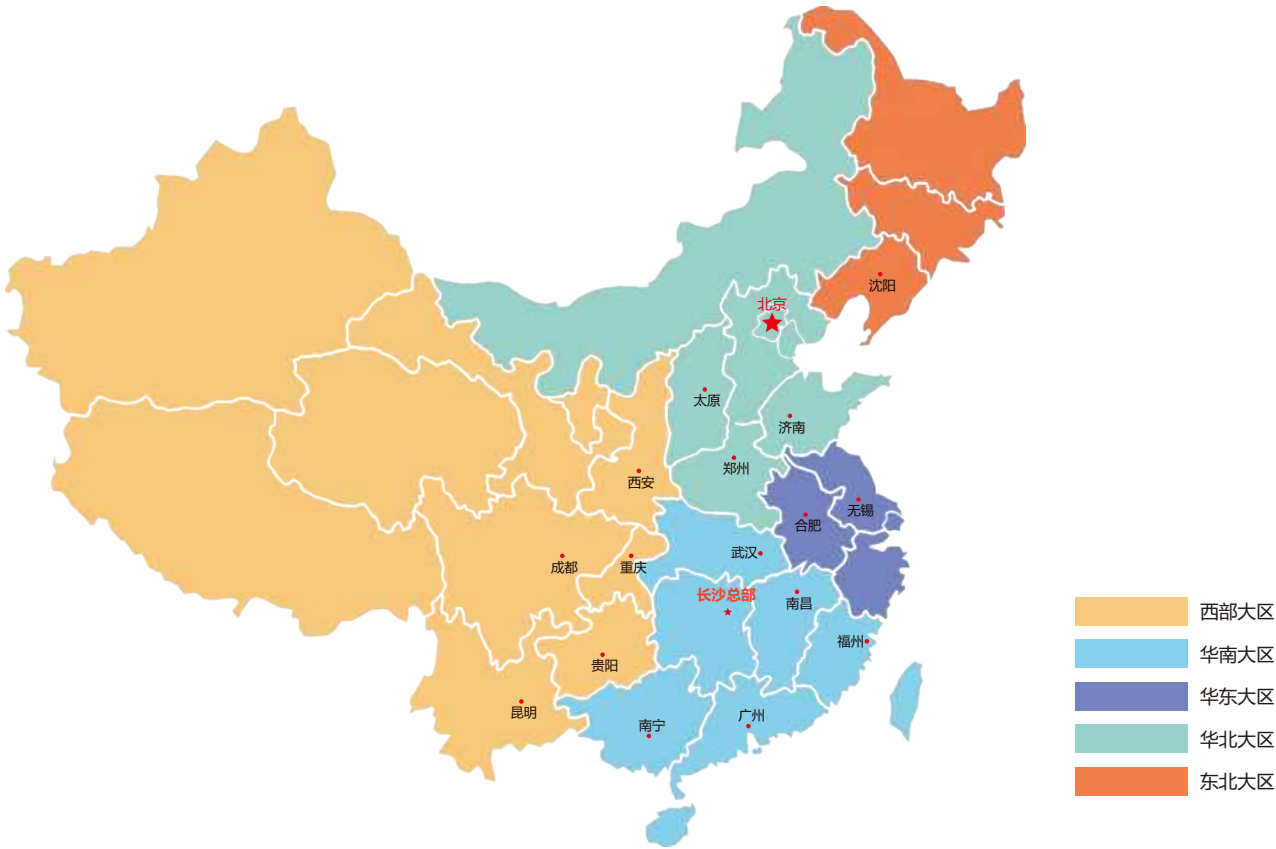 沈阳
北京
太原
济南
郑州
西安
无锡
合肥
武汉
成都
重庆
长沙总部
南昌
福州
贵阳
昆明
广州
南宁
西部大区
华南大区
华东大区
华北大区
东北大区